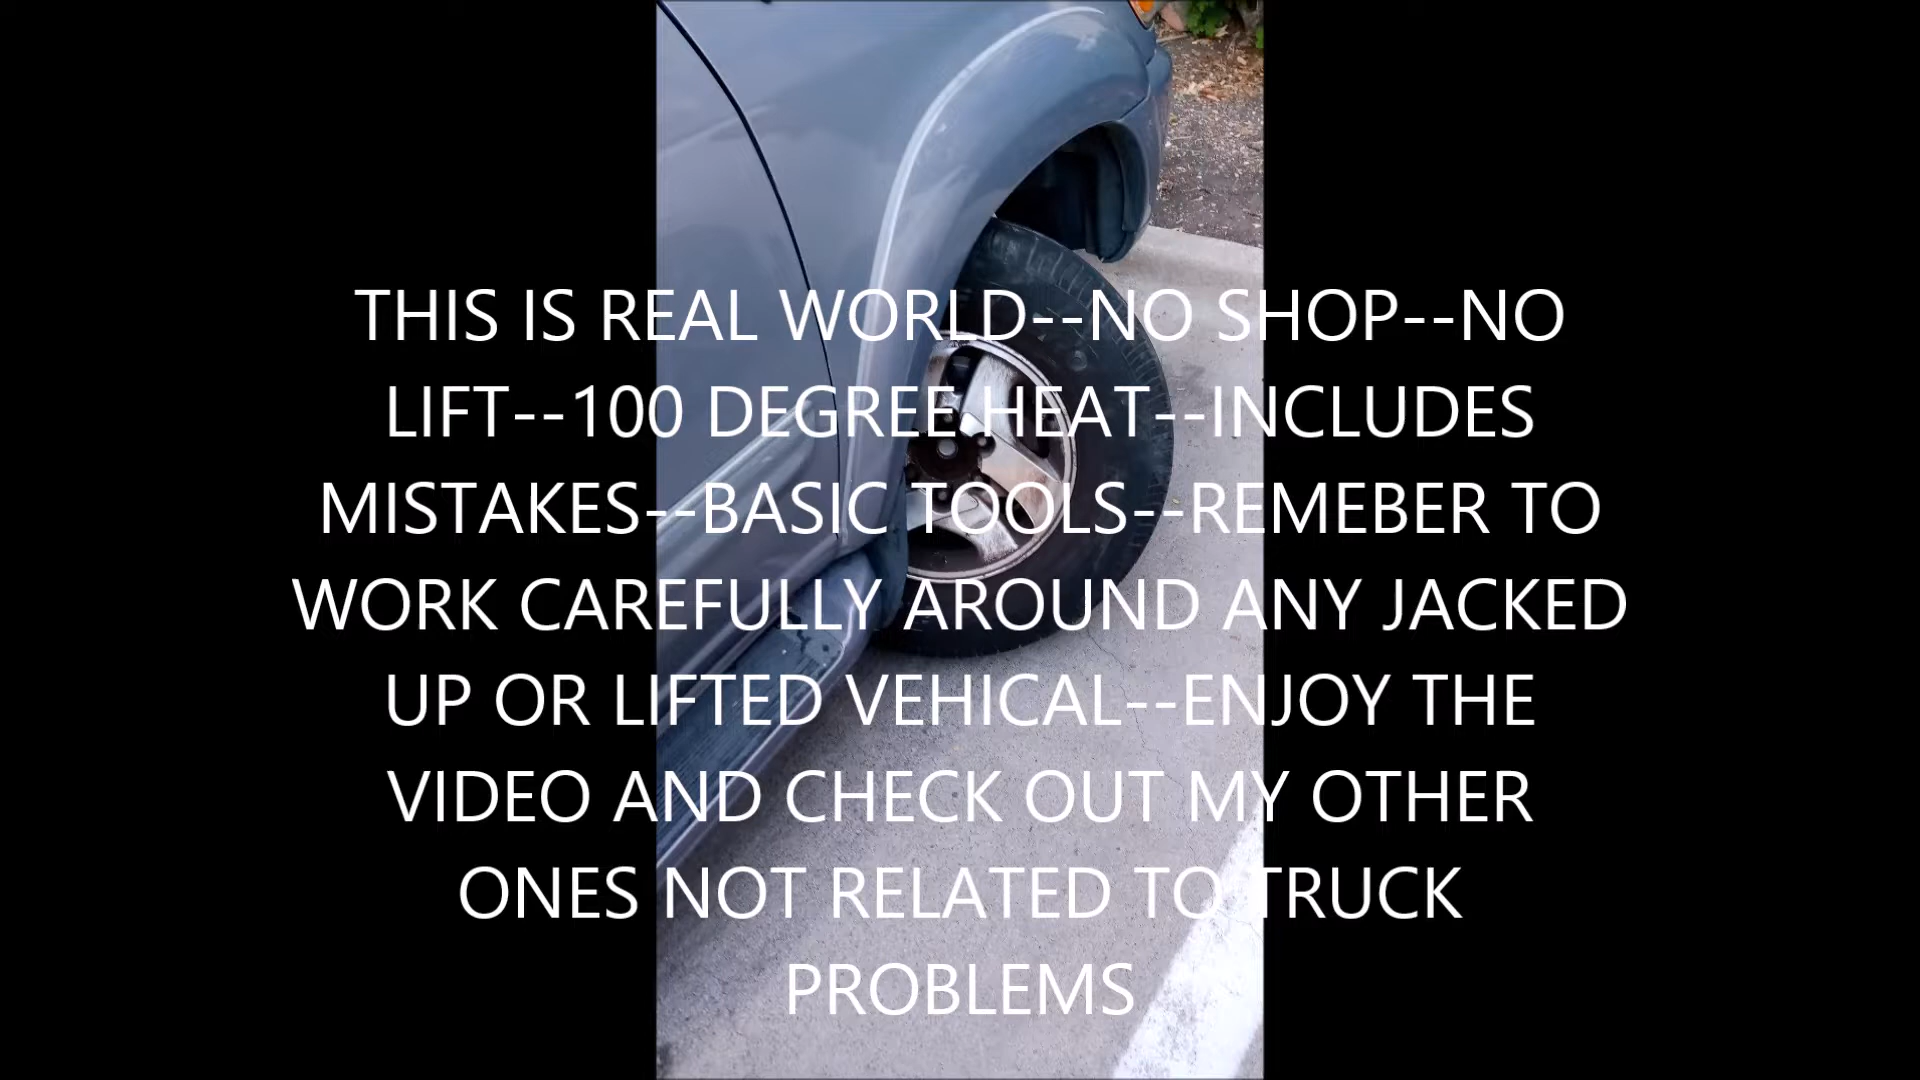 THIS IS REAL WORLD--NO SHOP--NO
LIFT--100 DEGREE HEAT--INCLUDES
MISTAKES--BASIC TOOLS--REMEBER TO
WORK CAREFULLY AROUND ANY JACKED
UP OR LIFTED VEHICAL--ENJOY THE
VIDEO AND CHECK OUT MY OTHER
ONES NOT RELATED TO TRUCK
PROBLEMS